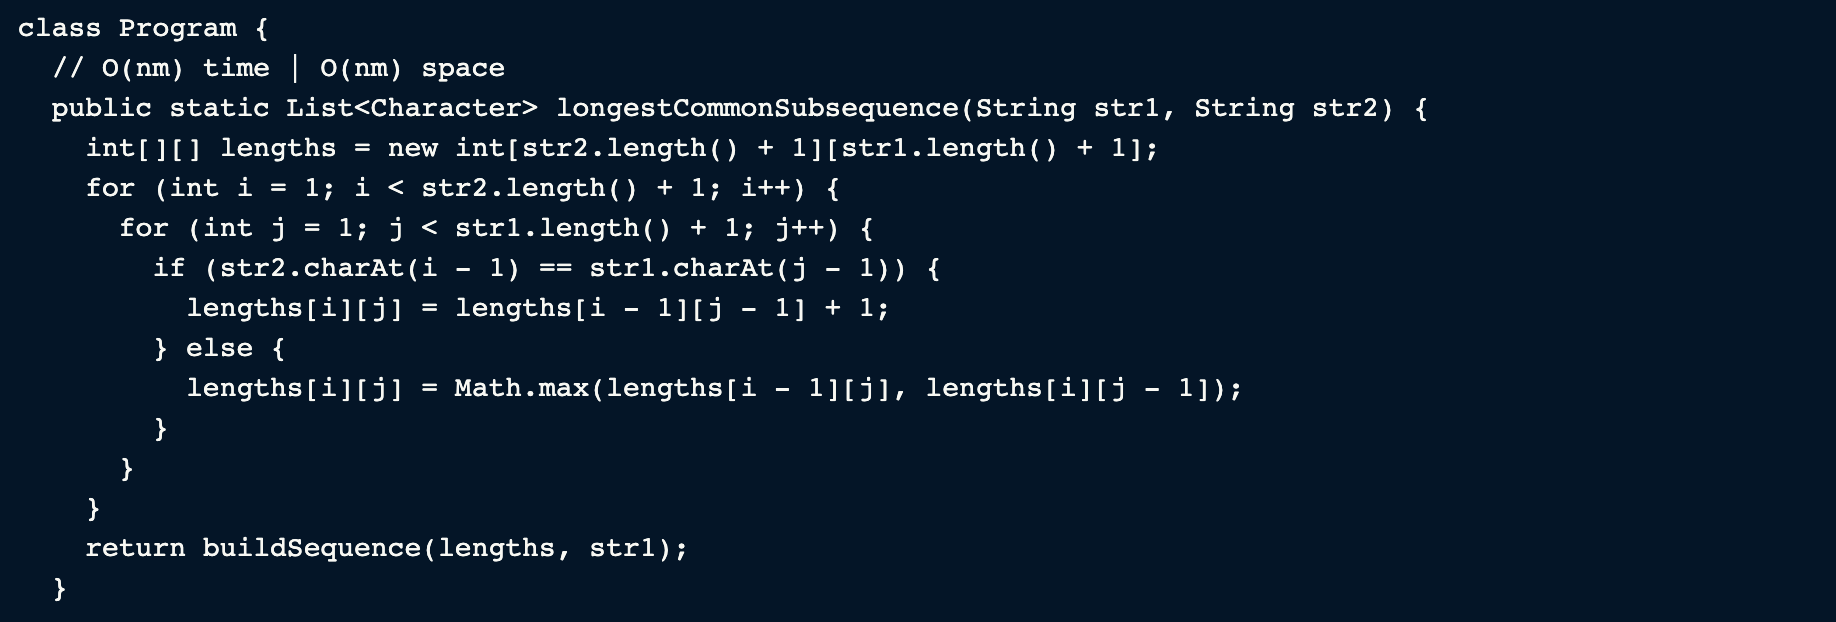 class Program {
  // O(nm) time | O(nm) space
  public static List<Character> longestCommonSubsequence(String str1, String str2) {
    int[][] lengths = new int[str2.length() + 1][str1.length() + 1];
    for (int i = 1; i < str2.length() + 1; i++) {
      for (int j = 1; j < str1.length() + 1; j++) {
        if (str2.charAt(i - 1) == str1.charAt(j - 1)) {
          lengths[i][j] = lengths[i - 1][j - 1] + 1;
        } else {
          lengths[i][j] = Math.max(lengths[i - 1][j], lengths[i][j - 1]);
        }
      }
    }
    return buildSequence(lengths, str1);
  }